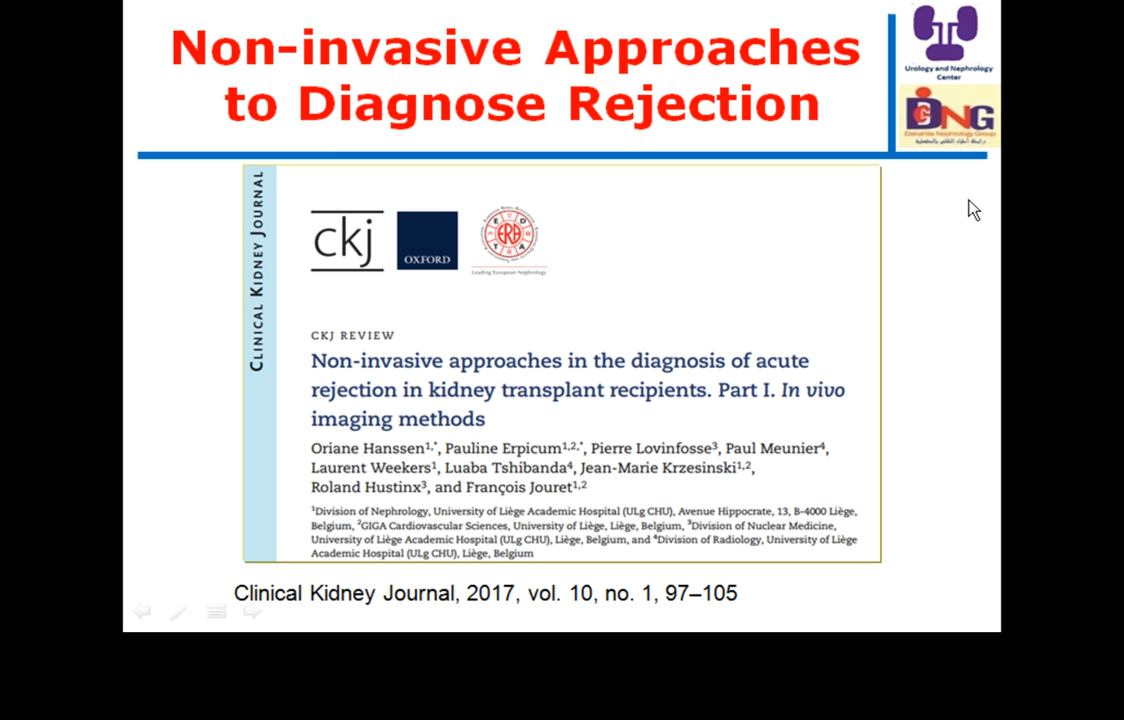 Non-invasive Approaches
to Diagnose Rejection
Urology and Nephrology
Center
DNG
Dakahlia Nephrology Group
CLINICAL KIDNEY JOURNAL
ckj
OXFORD
ERA
E D T A
Leading European Nephrology
CKJ REVIEW
Non-invasive approaches in the diagnosis of acute
rejection in kidney transplant recipients. Part I. In vivo
imaging methods
Oriane Hanssen1,*, Pauline Erpicum1,2,*, Pierre Lovinfosse3, Paul Meunier4,
Laurent Weekers1, Luaba Tshibanda4, Jean-Marie Krzesinski1,2,
Roland Hustinx3, and François Jouret1,2
1Division of Nephrology, University of Liège Academic Hospital (ULg CHU), Avenue Hippocrate, 13, B-4000 Liège,
Belgium, 2GIGA Cardiovascular Sciences, University of Liège, Liège, Belgium, 3Division of Nuclear Medicine,
University of Liège Academic Hospital (ULg CHU), Liège, Belgium, and 4Division of Radiology, University of Liège
Academic Hospital (ULg CHU), Liège, Belgium
Clinical Kidney Journal, 2017, vol. 10, no. 1, 97–105